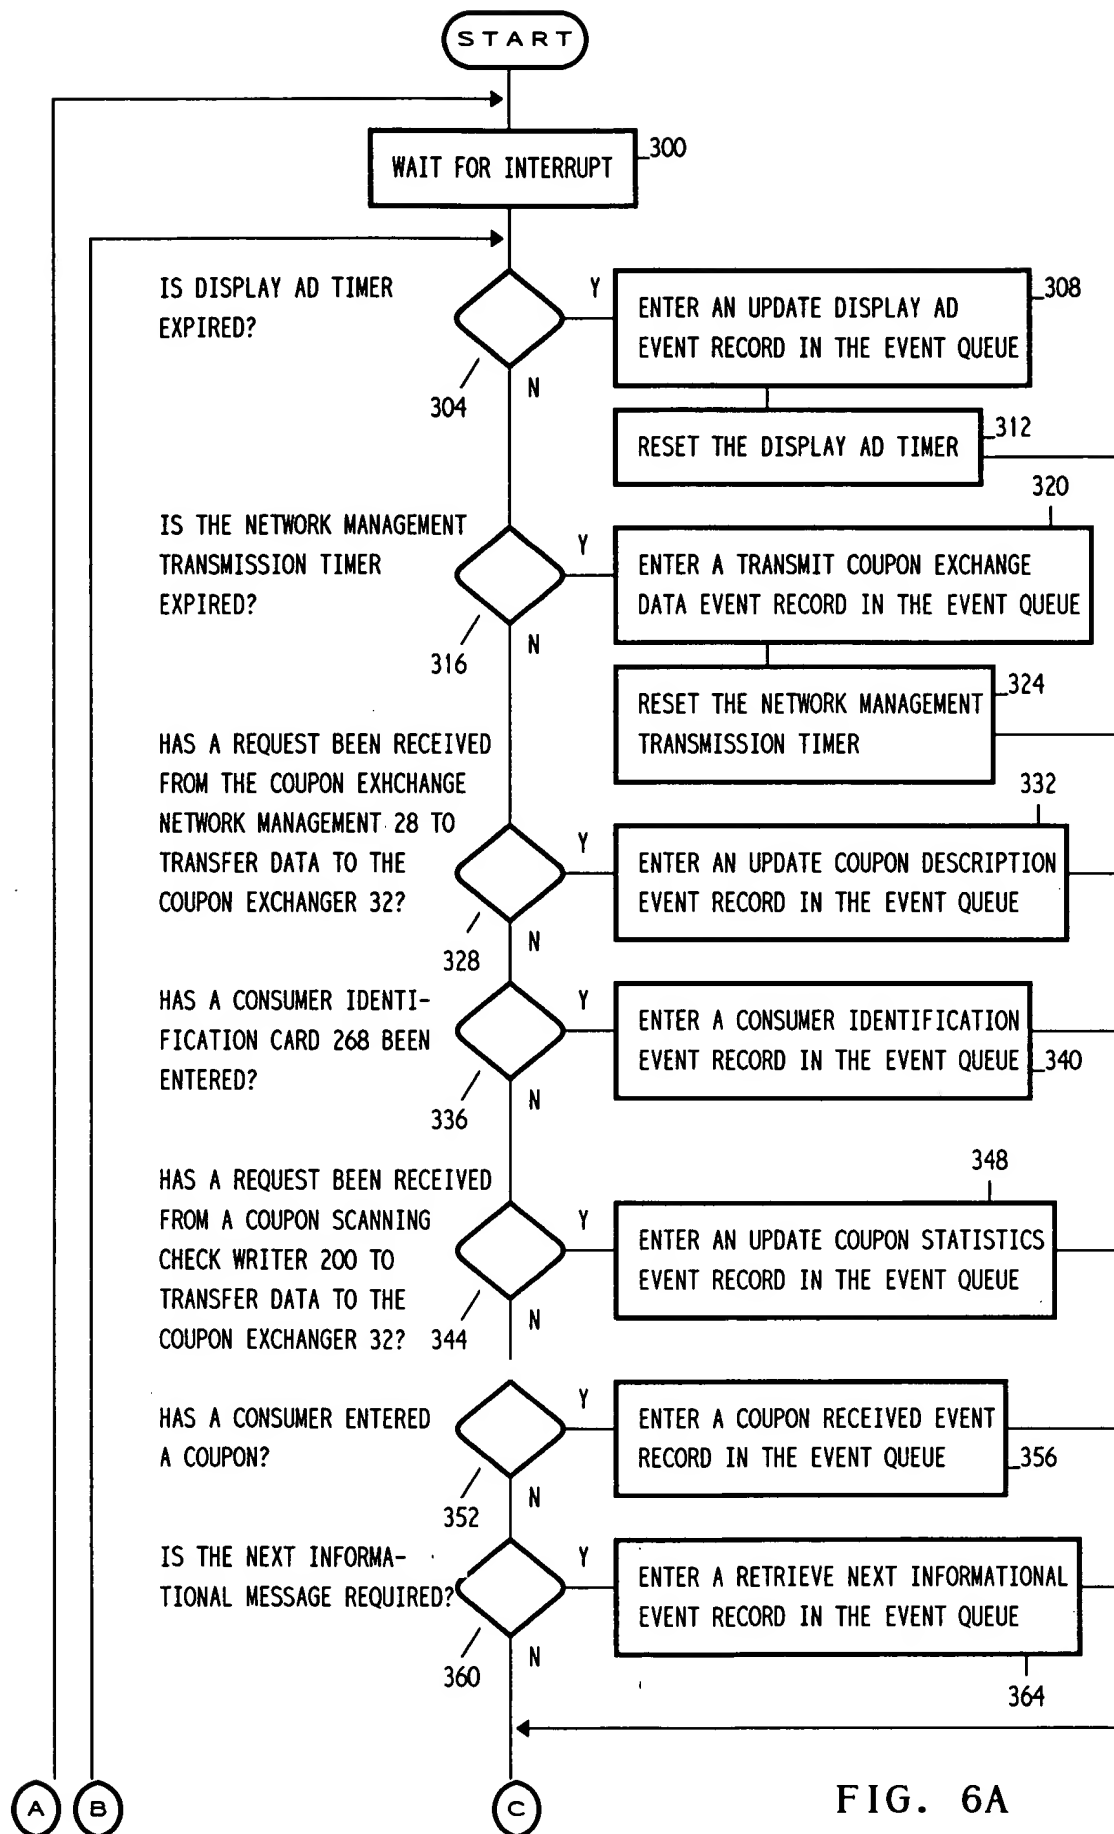 START
WAIT FOR INTERRUPT
300
IS DISPLAY AD TIMER
EXPIRED?
304
Y
N
ENTER AN UPDATE DISPLAY AD
EVENT RECORD IN THE EVENT QUEUE
308
RESET THE DISPLAY AD TIMER
312
IS THE NETWORK MANAGEMENT
TRANSMISSION TIMER
EXPIRED?
316
Y
N
320
ENTER A TRANSMIT COUPON EXCHANGE
DATA EVENT RECORD IN THE EVENT QUEUE
RESET THE NETWORK MANAGEMENT
TRANSMISSION TIMER
324
HAS A REQUEST BEEN RECEIVED
FROM THE COUPON EXHCHANGE
NETWORK MANAGEMENT 28 TO
TRANSFER DATA TO THE
COUPON EXCHANGER 32?
328
Y
N
332
ENTER AN UPDATE COUPON DESCRIPTION
EVENT RECORD IN THE EVENT QUEUE
HAS A CONSUMER IDENTI-
FICATION CARD 268 BEEN
ENTERED?
336
Y
N
ENTER A CONSUMER IDENTIFICATION
EVENT RECORD IN THE EVENT QUEUE
340
HAS A REQUEST BEEN RECEIVED
FROM A COUPON SCANNING
CHECK WRITER 200 TO
TRANSFER DATA TO THE
COUPON EXCHANGER 32?
344
Y
N
348
ENTER AN UPDATE COUPON STATISTICS
EVENT RECORD IN THE EVENT QUEUE
HAS A CONSUMER ENTERED
A COUPON?
352
Y
N
ENTER A COUPON RECEIVED EVENT
RECORD IN THE EVENT QUEUE
356
IS THE NEXT INFORMA-
TIONAL MESSAGE REQUIRED?
360
Y
N
ENTER A RETRIEVE NEXT INFORMATIONAL
EVENT RECORD IN THE EVENT QUEUE
364
A
B
C
FIG. 6A